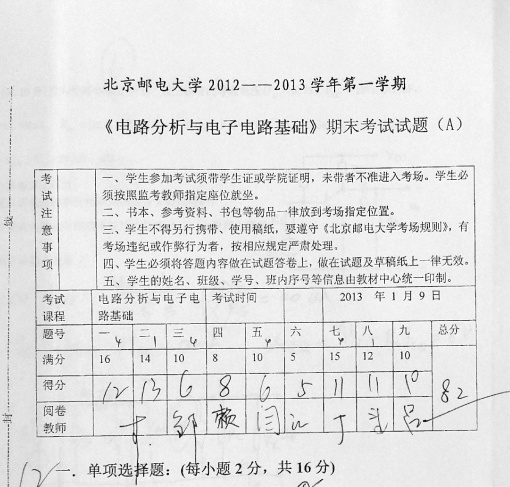 北京邮电大学 2012——2013 学年第一学期
《电路分析与电子电路基础》期末考试试题（A）
考试注意事项
一、学生参加考试须带学生证或学院证明，未带者不准进入考场。学生必
须按照监考教师指定座位就坐。
二、书本、参考资料、书包等物品一律放到考场指定位置。
三、学生不得另行携带、使用稿纸，要遵守《北京邮电大学考场规则》，有
考场违纪或作弊行为者，按相应规定严肃处理。
四、学生必须将答题内容做在试题答卷上，做在试题及草稿纸上一律无效。
五、学生的姓名、班级、学号、班内序号等信息由教材中心统一印制。
考试课程 电路分析与电子电路基础 考试时间 2013 年 1 月 9 日
题号 一 二 三 四 五 六 七 八 九 总分
4 1 4 4 4 1
满分 16 14 10 8 10 5 15 12 10
得分 12 13 6 8 6 5 11 11 10 82
阅卷教师
12
一．单项选择题：（每小题 2 分，共 16 分）